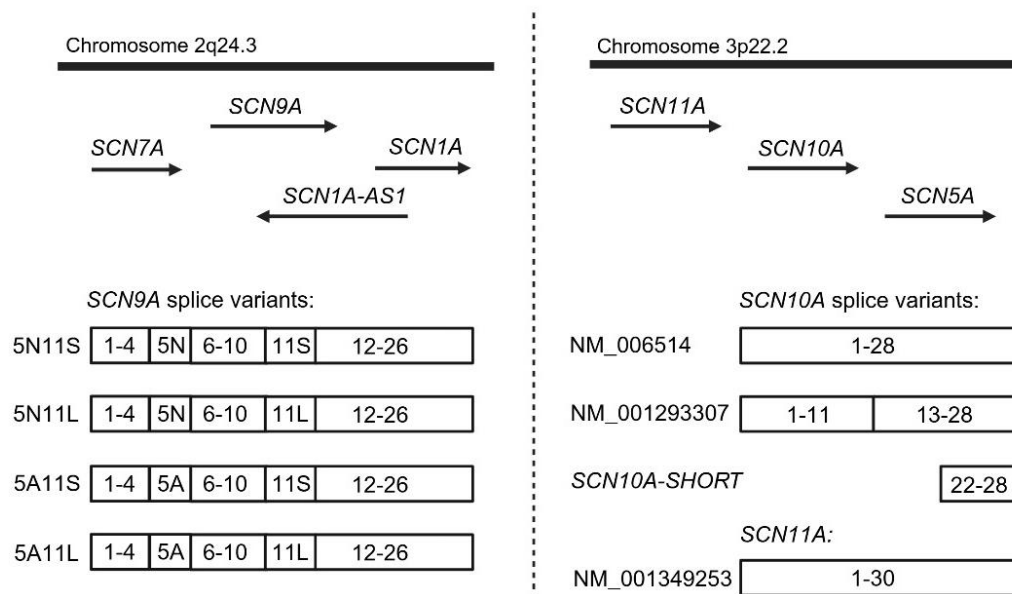 Chromosome 2q24.3
SCN9A
SCN7A
SCN1A
SCN1A-AS1
SCN9A splice variants:
5N11S 1-4 5N 6-10 11S 12-26
5N11L 1-4 5N 6-10 11L 12-26
5A11S 1-4 5A 6-10 11S 12-26
5A11L 1-4 5A 6-10 11L 12-26
Chromosome 3p22.2
SCN11A
SCN10A
SCN5A
SCN10A splice variants:
NM_006514 1-28
NM_001293307 1-11 13-28
SCN10A-SHORT 22-28
SCN11A:
NM_001349253 1-30